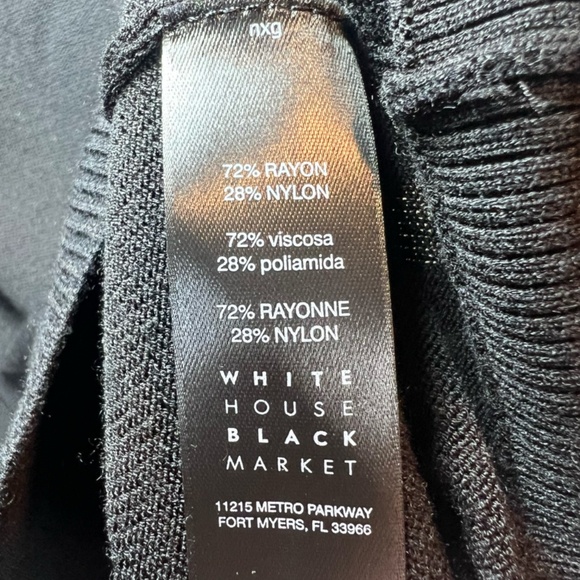 nxg
72% RAYON
28% NYLON
72% viscosa
28% poliamida
72% RAYONNE
28% NYLON
WHITE
HOUSE
BLACK
MARKET
11215 METRO PARKWAY
FORT MYERS, FL 33966